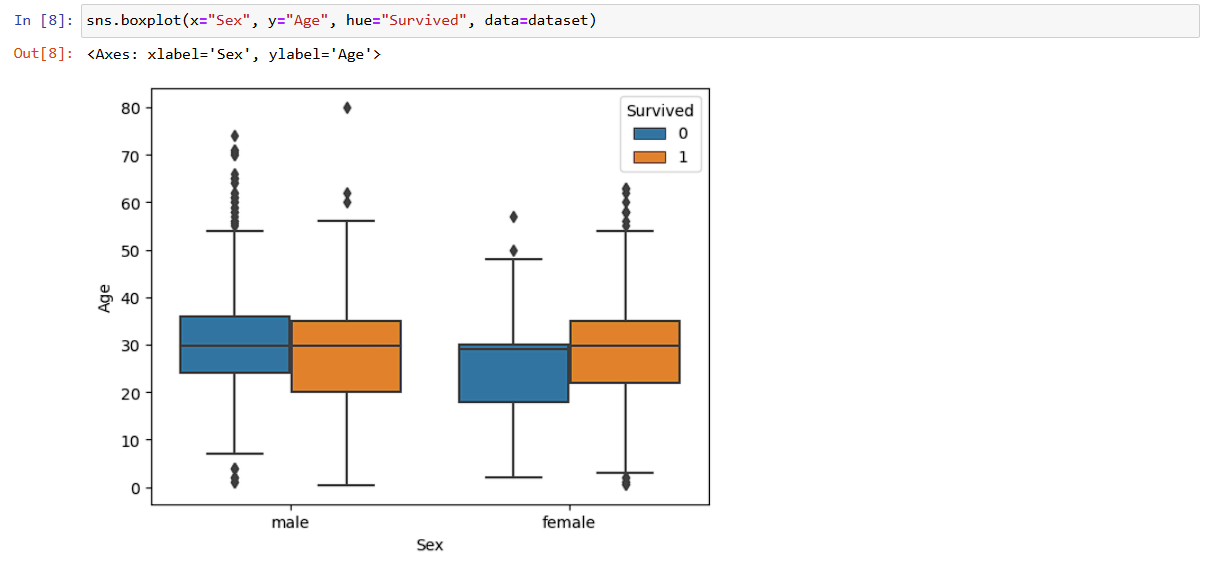 In [8]: sns.boxplot(x="Sex", y="Age", hue="Survived", data=dataset)
Out[8]: <Axes: xlabel='Sex', ylabel='Age'>
Survived
0
1
80
70
60
50
40
30
20
10
0
Age
male
female
Sex